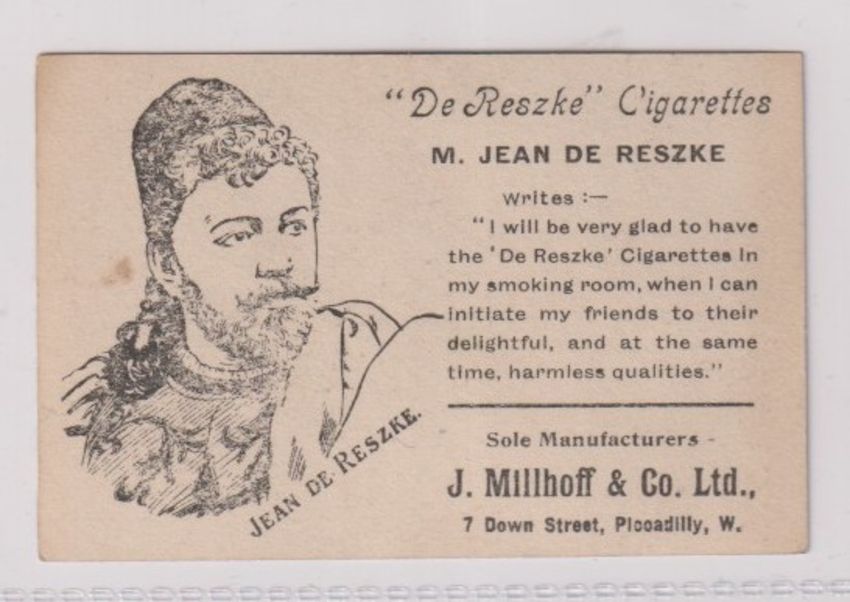 "De Reszke" Cigarettes
M. JEAN DE RESZKE
Writes :—
"I will be very glad to have
the 'De Reszke' Cigarettes in
my smoking room, when I can
initiate my friends to their
delightful, and at the same
time, harmless qualities."
JEAN DE RESZKE.
Sole Manufacturers -
J. Millhoff & Co. Ltd.,
7 Down Street, Piccadilly, W.